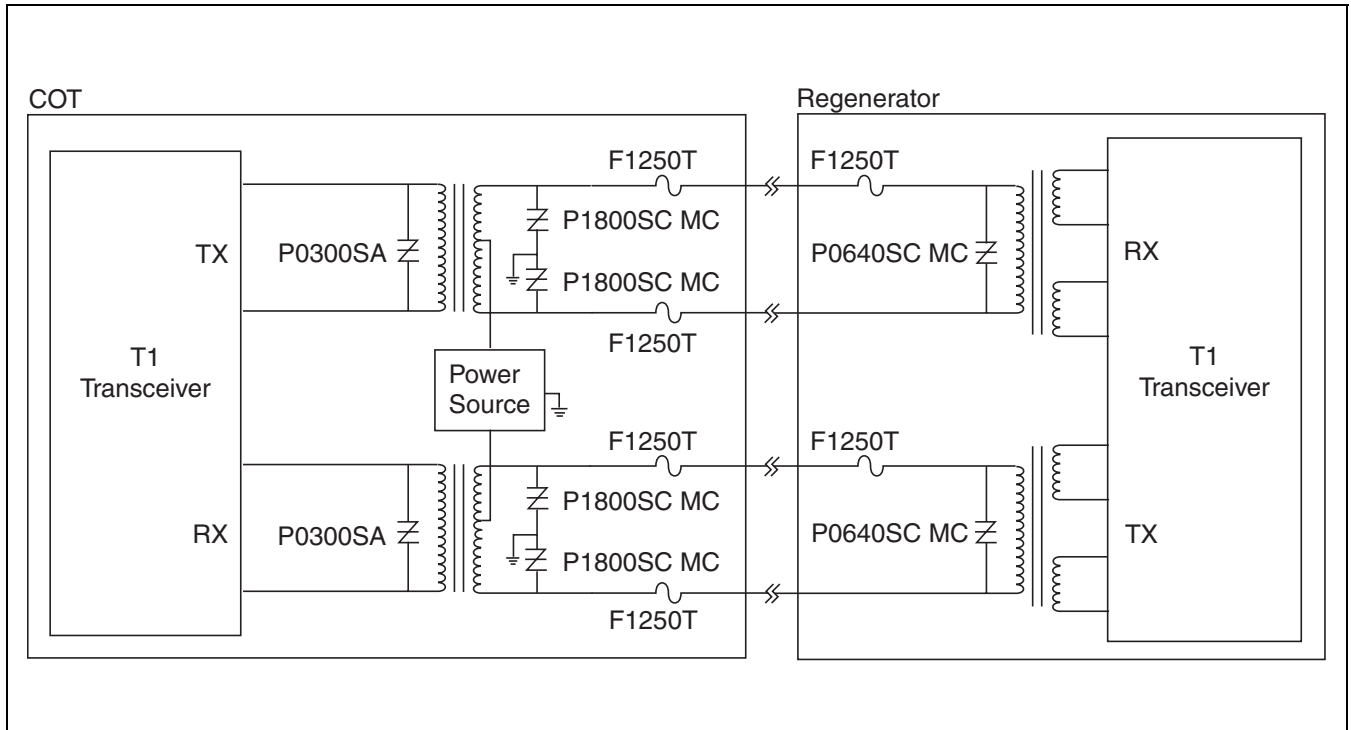 COT
Regenerator
F1250T
F1250T
P1800SC MC
TX
P0300SA
P0640SC MC
RX
P1800SC MC
F1250T
T1
Transceiver
Power
Source
T1
Transceiver
F1250T
F1250T
P1800SC MC
RX
P0300SA
P0640SC MC
TX
P1800SC MC
F1250T